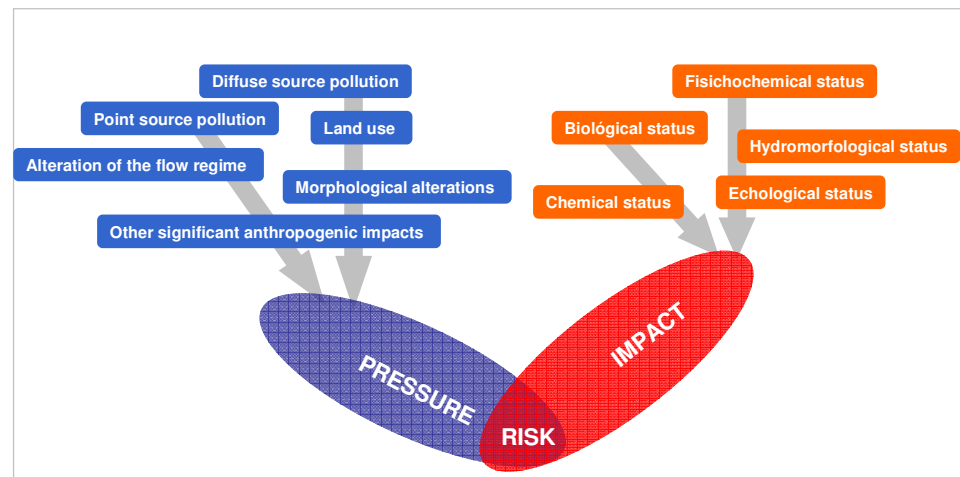 Diffuse source pollution
Point source pollution
Land use
Alteration of the flow regime
Morphological alterations
Other significant anthropogenic impacts
Fisichochemical status
Biológical status
Hydromorfological status
Chemical status
Echological status
PRESSURE
IMPACT
RISK